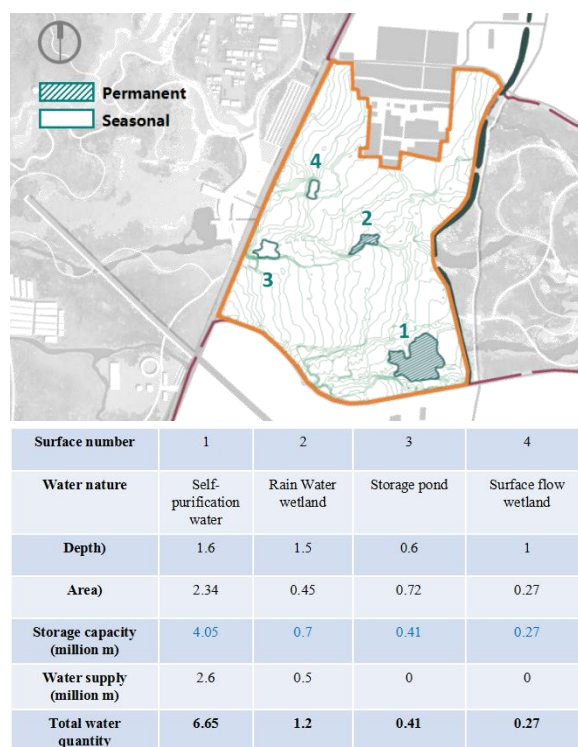 Permanent
Seasonal
4
2
3
1
Surface number 1 2 3 4
Water nature Self- Rain Water Storage pond Surface flow
purification wetland wetland
water
Depth) 1.6 1.5 0.6 1
Area) 2.34 0.45 0.72 0.27
Storage capacity 4.05 0.7 0.41 0.27
(million m)
Water supply 2.6 0.5 0 0
(million m)
Total water 6.65 1.2 0.41 0.27
quantity